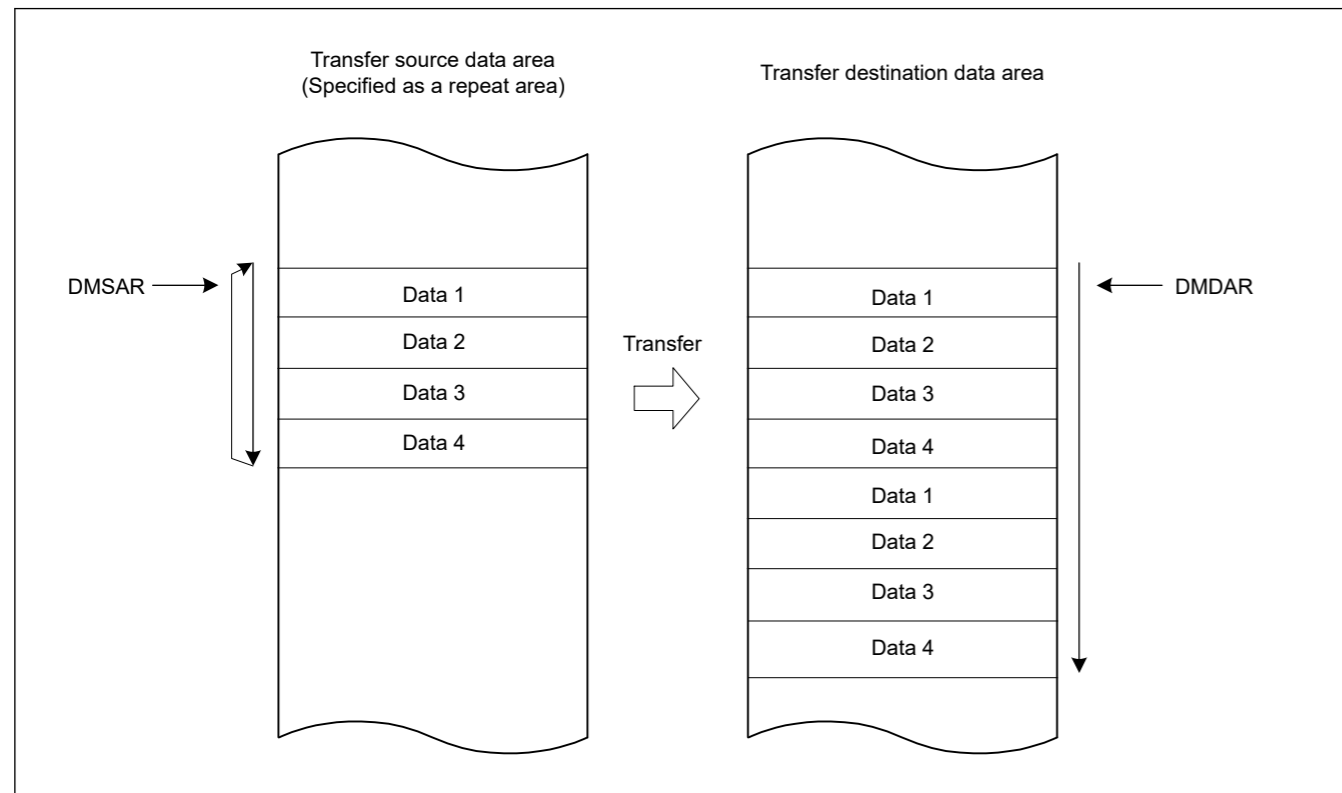 Transfer source data area
(Specified as a repeat area)
Transfer destination data area
DMSAR
Data 1
Data 2
Data 3
Data 4
Transfer
Data 1
Data 2
Data 3
Data 4
Data 1
Data 2
Data 3
Data 4
DMDAR